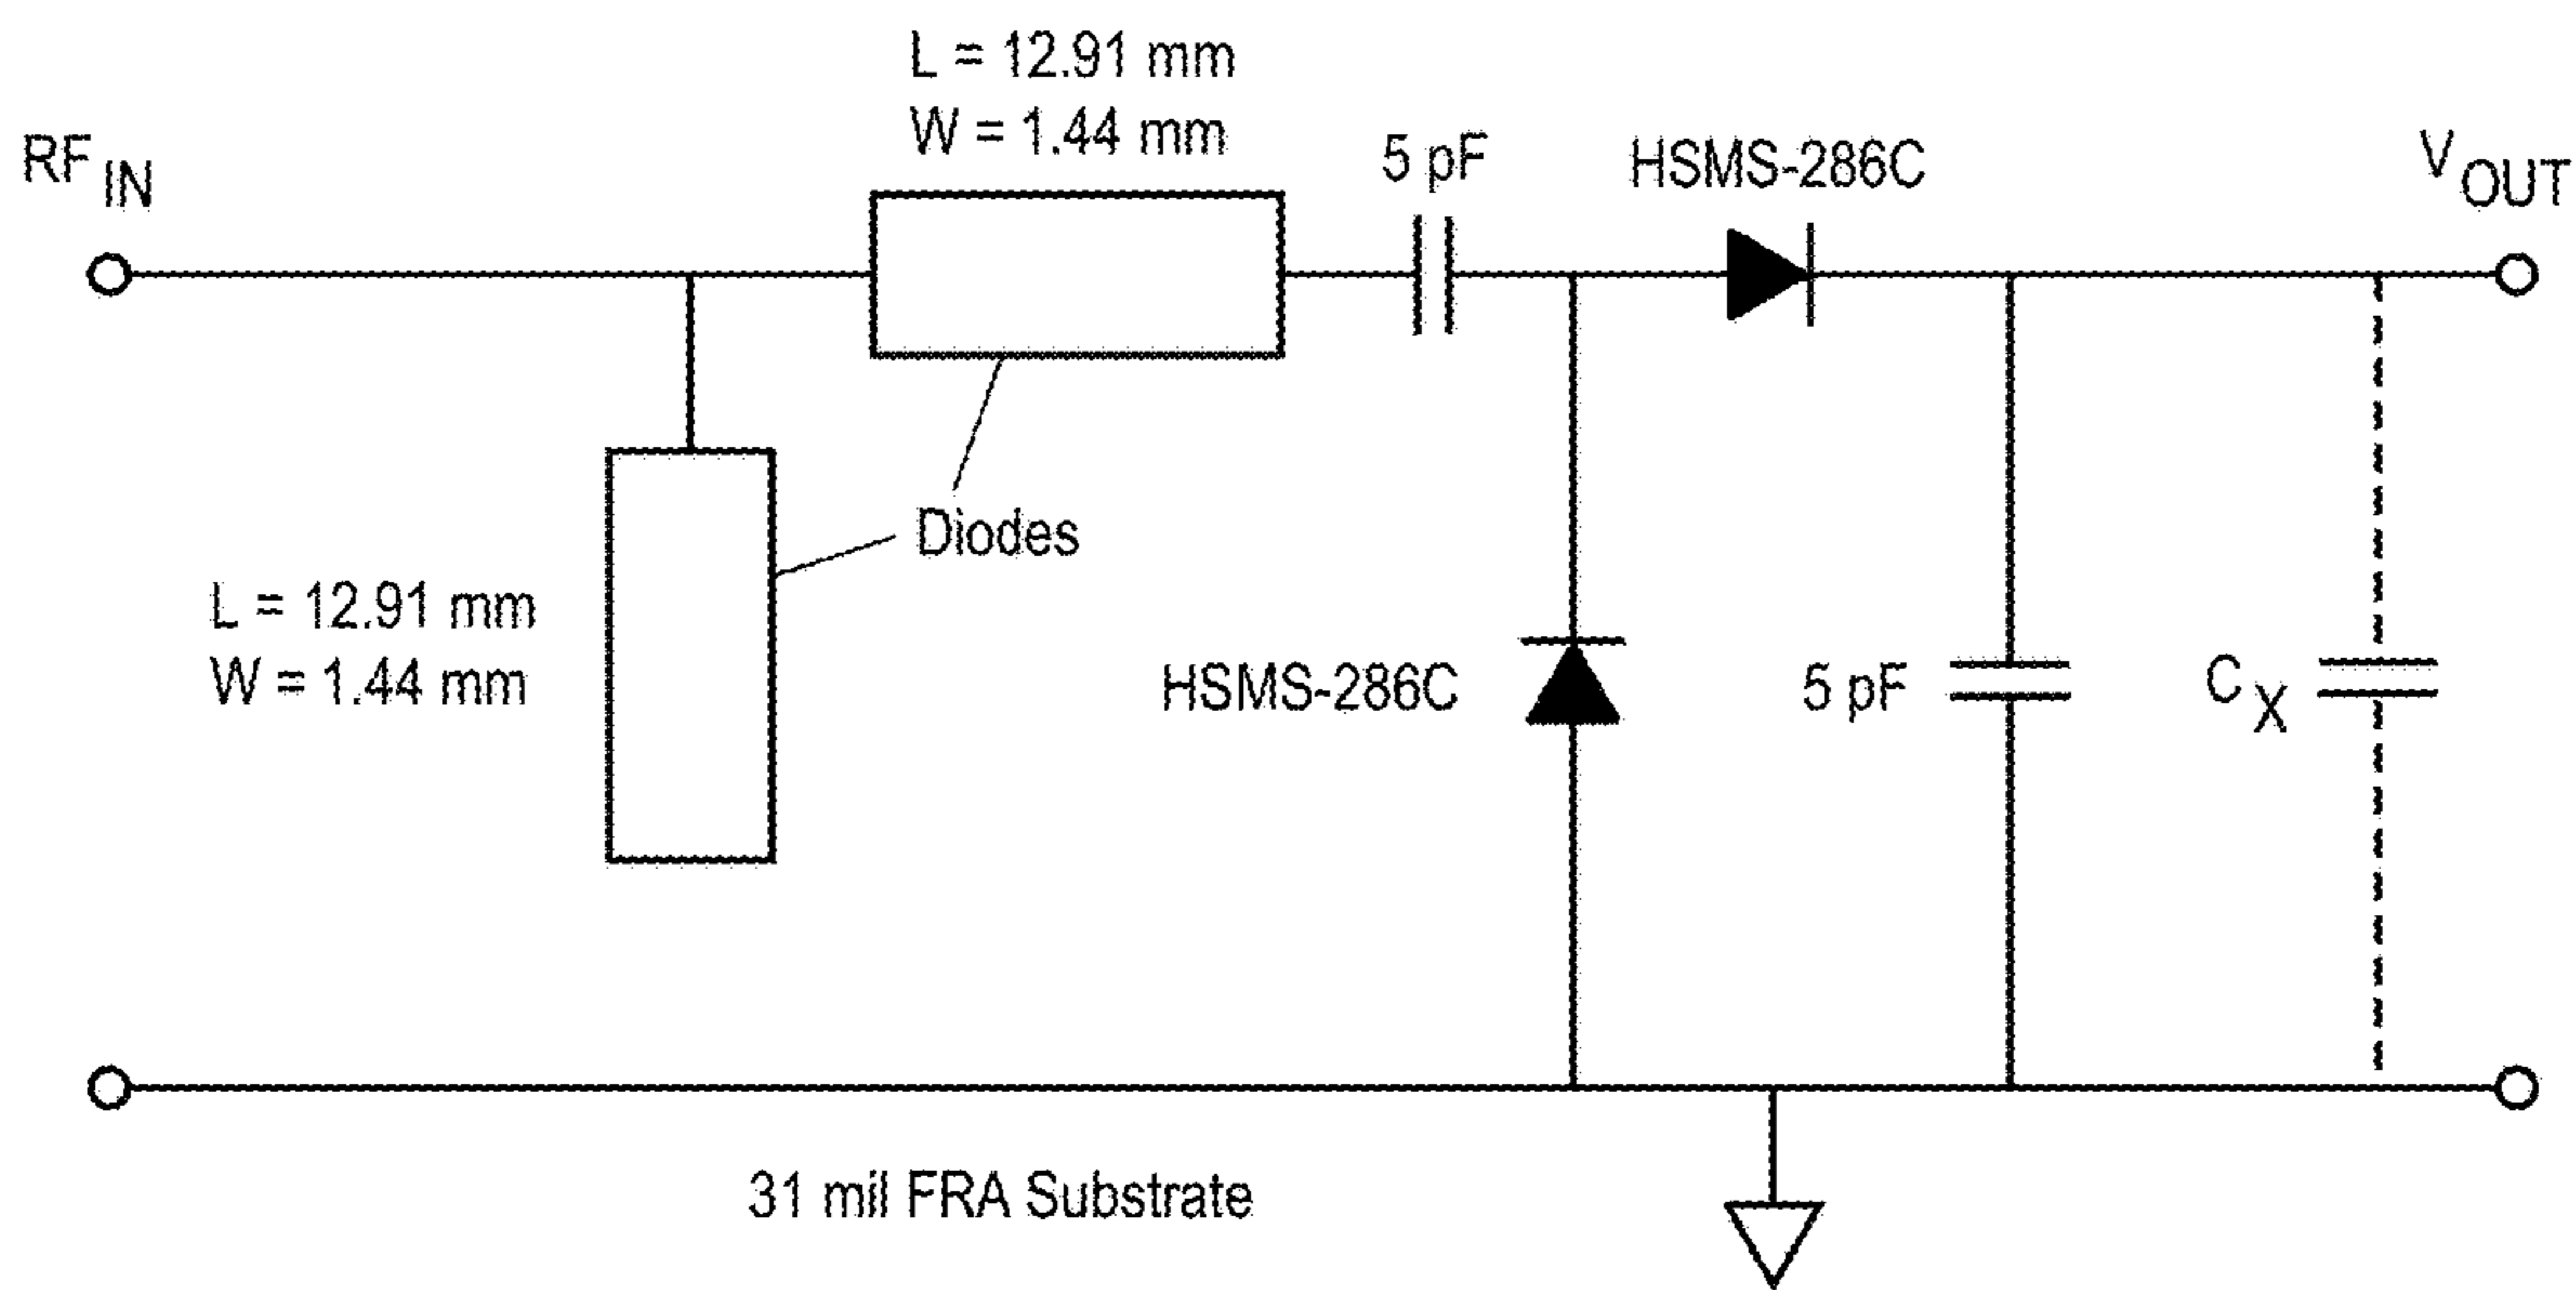 L = 12.91 mm
W = 1.44 mm
RF IN
5 pF
HSMS-286C
V OUT
Diodes
L = 12.91 mm
W = 1.44 mm
HSMS-286C
5 pF
C X
31 mil FRA Substrate